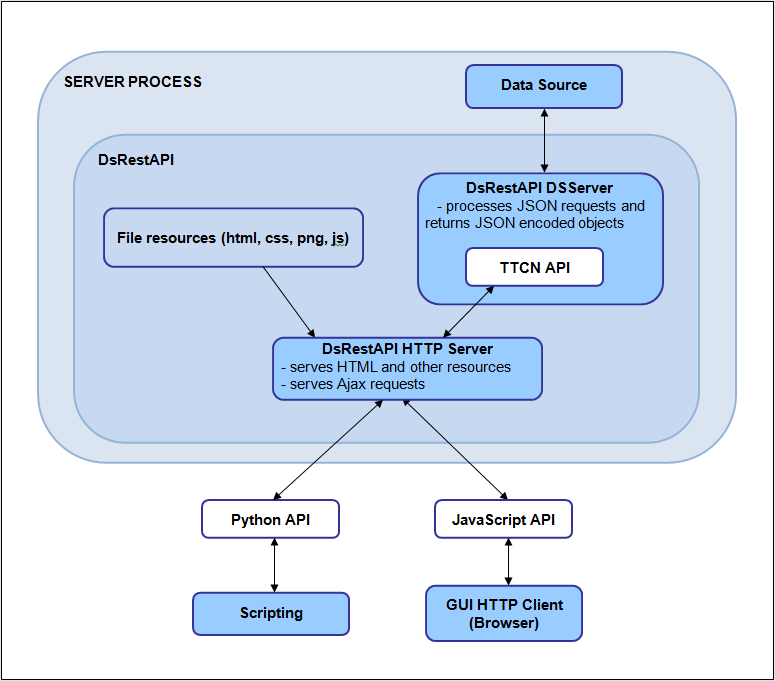 SERVER PROCESS
Data Source
DsRestAPI
DsRestAPI DSServer
- processes JSON requests and
returns JSON encoded objects
File resources (html, css, png, js)
TTCN API
DsRestAPI HTTP Server
- serves HTML and other resources
- serves Ajax requests
Python API
JavaScript API
Scripting
GUI HTTP Client
(Browser)